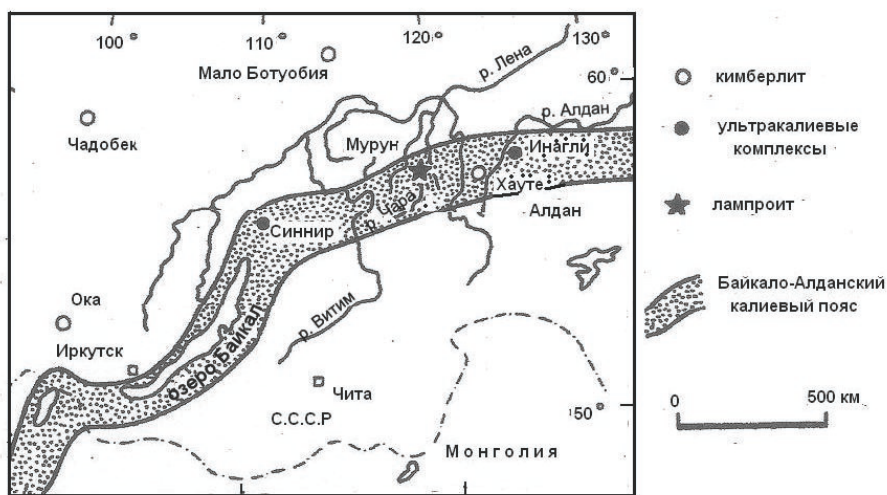 100° 110° 120° 130°
Мало Ботуобия
р. Лена
60°
Чадобек
р. Алдан
Мурун
Инагли
Хауте
р. Чара
Алдан
Синнир
Ока
р. Витим
Иркутск
озеро Байкал
Чита
С.С.С.Р
50°
Монголия
кимберлит
ультракалиевые
комплексы
лампроит
Байкало-Алданский
калиевый пояс
0 500 км